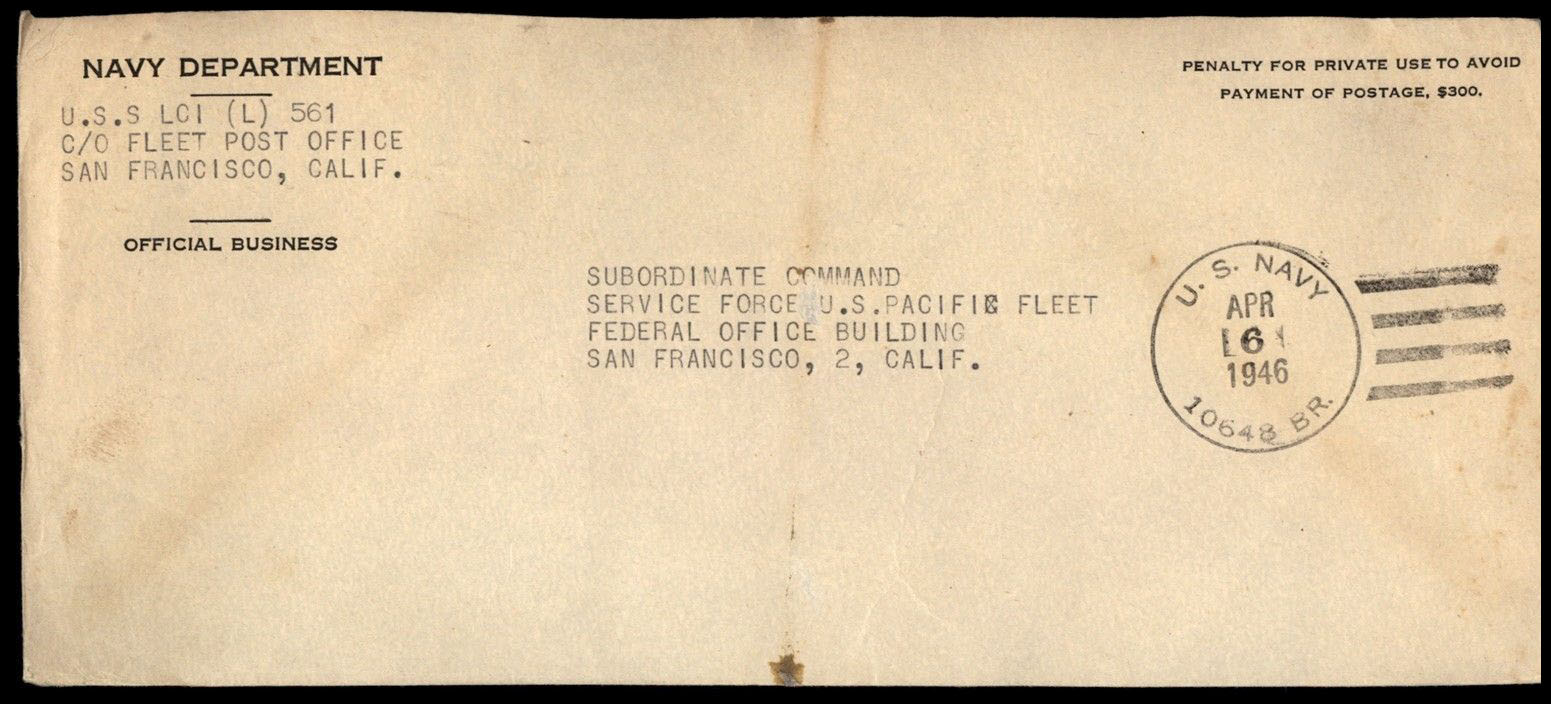 NAVY DEPARTMENT
U.S.S LCI (L) 561
C/O FLEET POST OFFICE
SAN FRANCISCO, CALIF.
OFFICIAL BUSINESS
PENALTY FOR PRIVATE USE TO AVOID
PAYMENT OF POSTAGE, $300.
SUBORDINATE COMMAND
SERVICE FORCE U.S.PACIFIC FLEET
FEDERAL OFFICE BUILDING
SAN FRANCISCO, 2, CALIF.
U. S. NAVY
APR
6
1946
10648 BR.